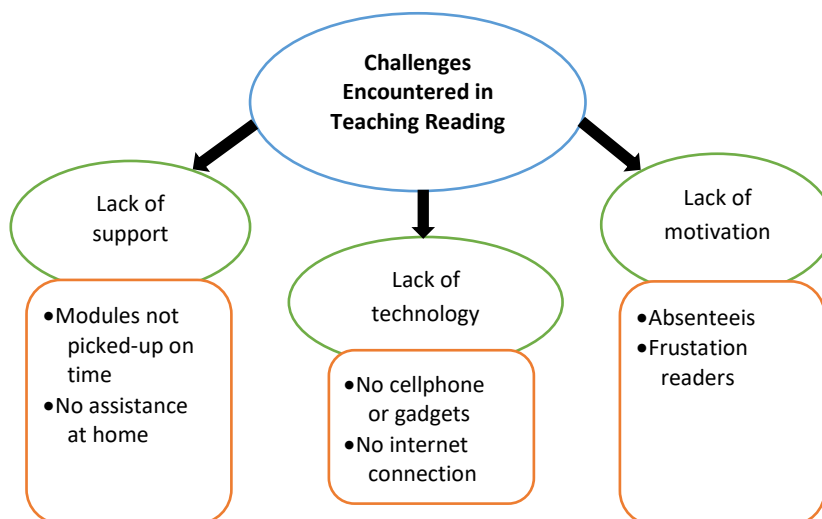 Challenges
Encountered in
Teaching Reading
Lack of
support
•Modules not
picked-up on
time
•No assistance
at home
Lack of
technology
•No cellphone
or gadgets
•No internet
connection
Lack of
motivation
•Absenteeis
•Frustation
readers